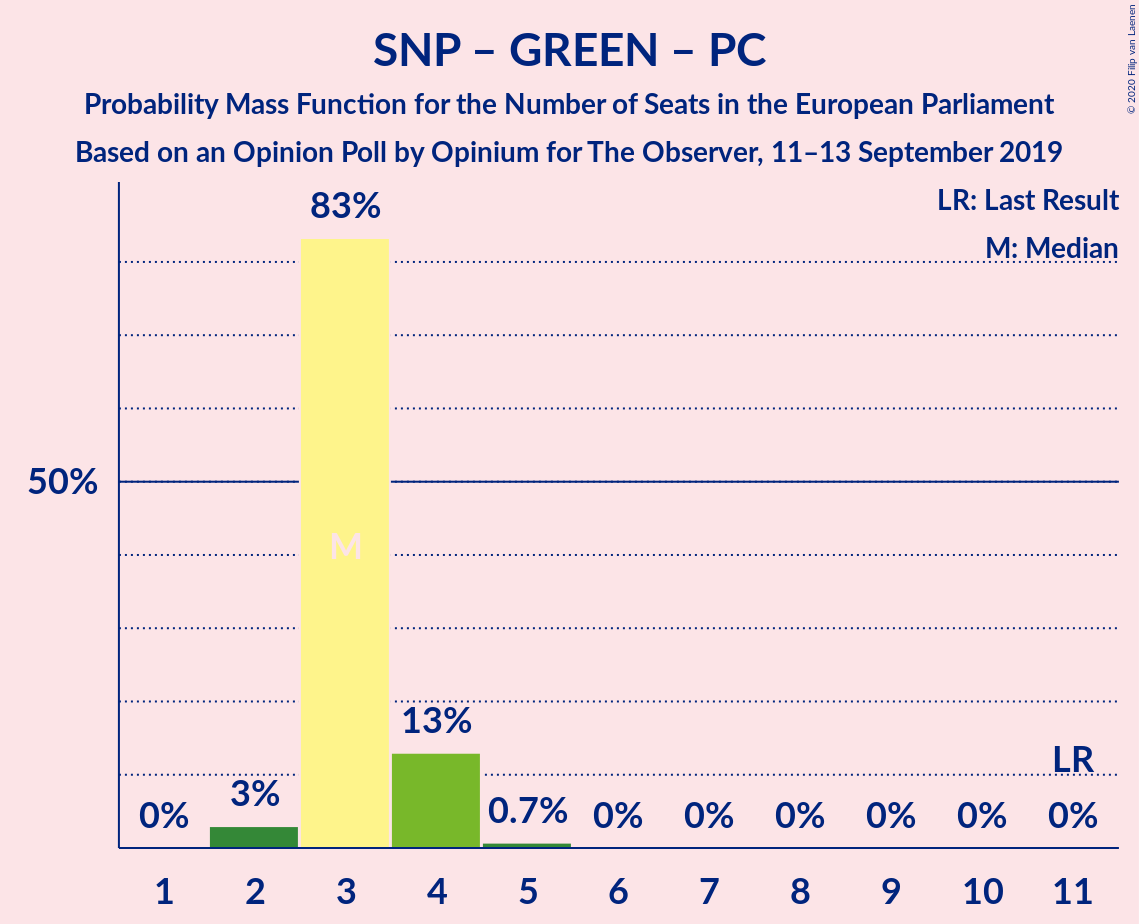 SNP – GREEN – PC
Probability Mass Function for the Number of Seats in the European Parliament
Based on an Opinion Poll by Opinium for The Observer, 11–13 September 2019
© 2020 Filip van Laenen
LR: Last Result
M: Median
83%
50%
M
13%
LR
0% 3% 0.7% 0% 0% 0% 0% 0% 0%
1 2 3 4 5 6 7 8 9 10 11